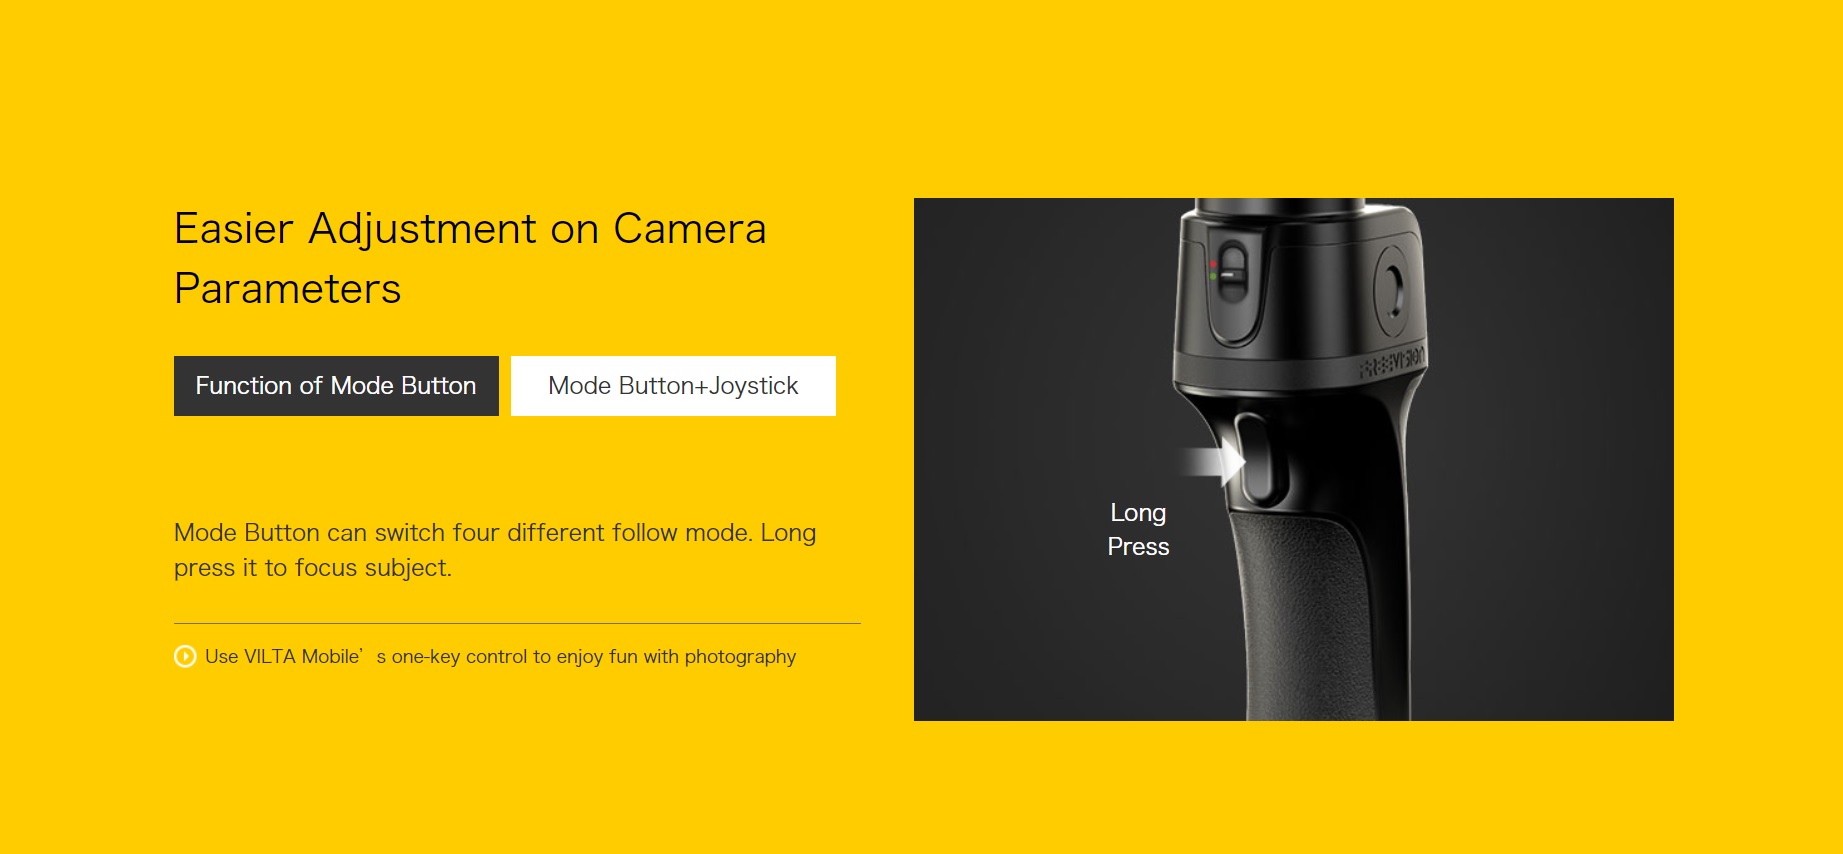 Easier Adjustment on Camera
Parameters
Function of Mode Button
Mode Button+Joystick
Mode Button can switch four different follow mode. Long
press it to focus subject.
Use VILTA Mobile’ s one-key control to enjoy fun with photography
FREEVISION
Long
Press